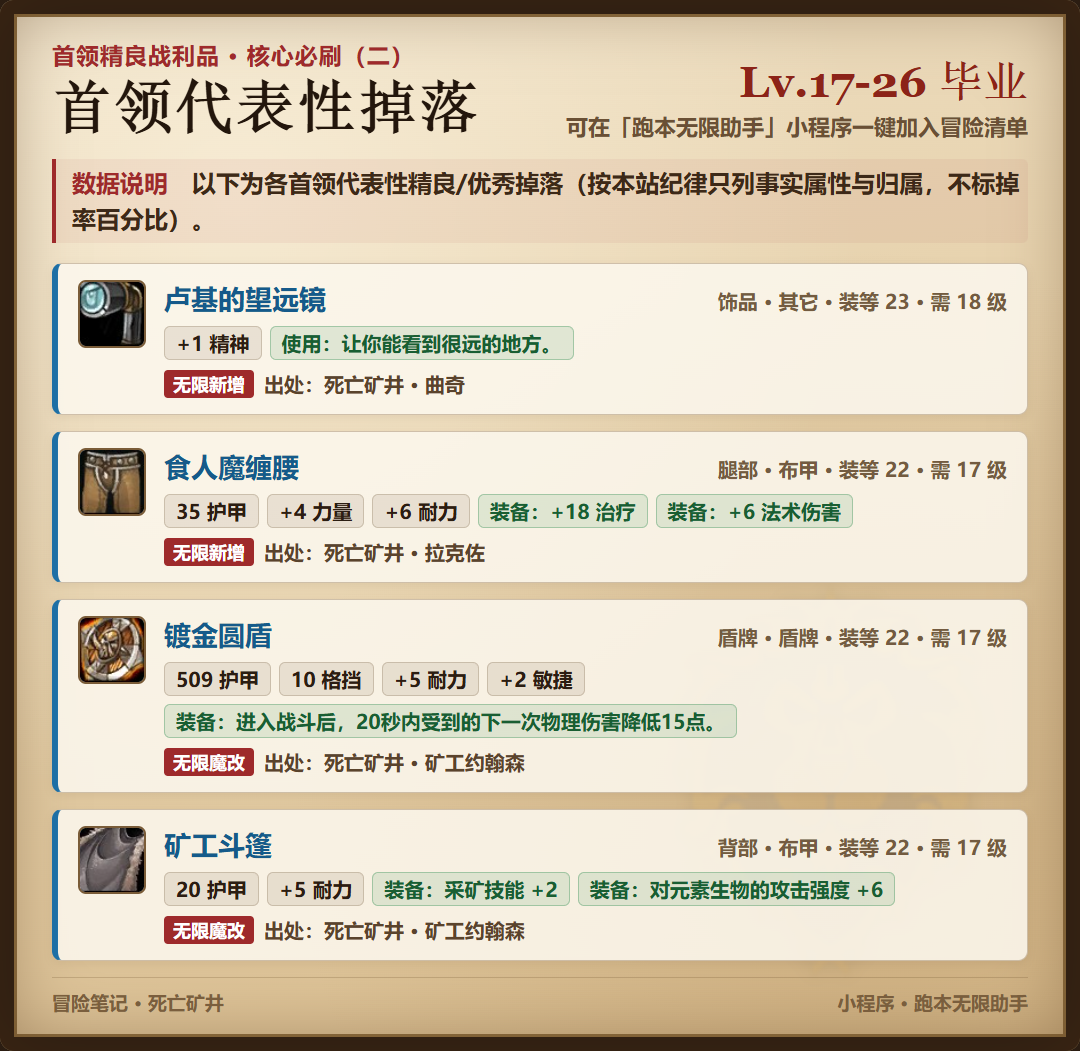 首领精良战利品・核心必刷（二）
首领代表性掉落
Lv.17-26 毕业
可在「跑本无限助手」小程序一键加入冒险清单
数据说明 以下为各首领代表性精良/优秀掉落（按本站纪律只列事实属性与归属，不标掉
率百分比）。
卢基的望远镜
饰品・其它・装等 23・需 18 级
+1 精神 使用：让你能看到很远的地方。
无限新增 出处：死亡矿井・曲奇
食人魔缠腰
腿部・布甲・装等 22・需 17 级
35 护甲 +4 力量 +6 耐力 装备：+18 治疗 装备：+6 法术伤害
无限新增 出处：死亡矿井・拉克佐
镀金圆盾
盾牌・盾牌・装等 22・需 17 级
509 护甲 10 格挡 +5 耐力 +2 敏捷
装备：进入战斗后，20秒内受到的下一次物理伤害降低15点。
无限魔改 出处：死亡矿井・矿工约翰森
矿工斗篷
背部・布甲・装等 22・需 17 级
20 护甲 +5 耐力 装备：采矿技能 +2 装备：对元素生物的攻击强度 +6
无限魔改 出处：死亡矿井・矿工约翰森
冒险笔记・死亡矿井
小程序・跑本无限助手